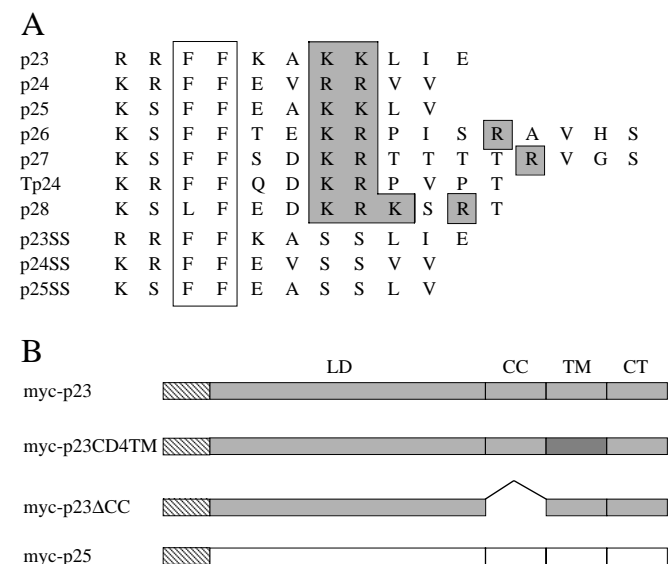 A
p23 R R F F K A K K L I E
p24 K R F F E V R R V V
p25 K S F F E A K K L V
p26 K S F F T E K R P I S R A V H S
p27 K S F F S D K R T T T T R V G S
Tp24 K R F F Q D K R P V P T
p28 K S L F E D K R K S R T
p23SS R R F F K A S S L I E
p24SS K R F F E V S S V V
p25SS K S F F E A S S L V
B
LD CC TM CT
myc-p23
myc-p23CD4TM
myc-p23ΔCC
myc-p25